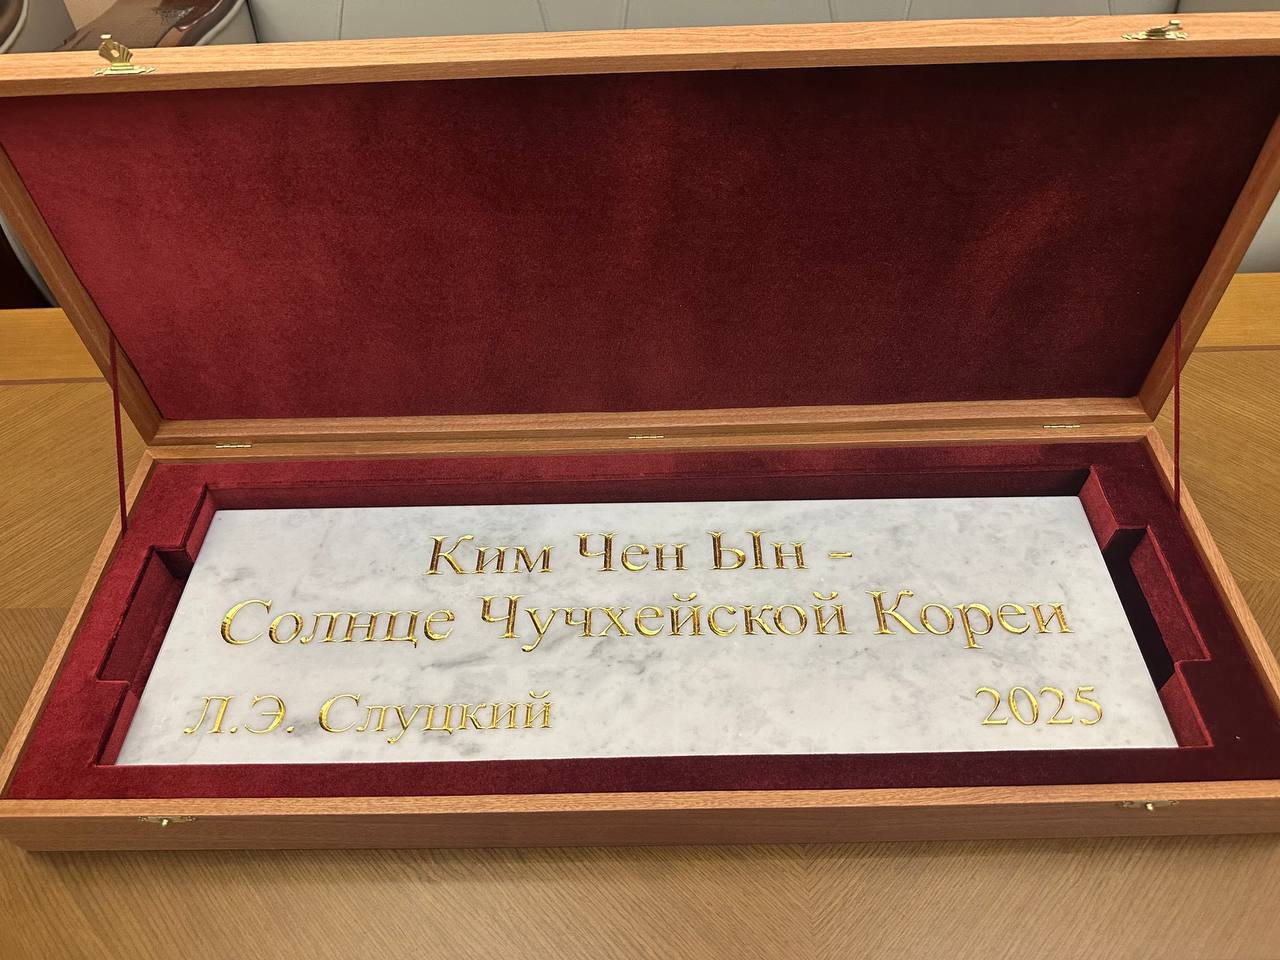 Ким Чен Ын -
Солнце Чучхейской Кореи
Л.Э. Слуцкий 2025